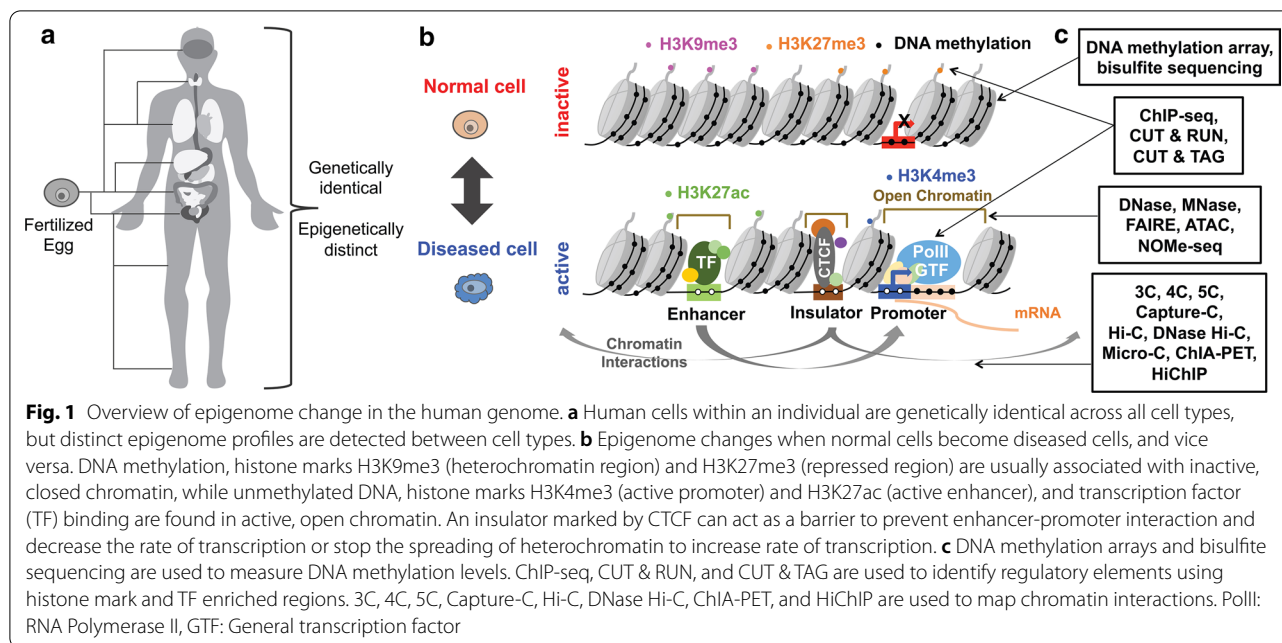 a
Fertilized
Egg
Genetically
identical
Epigenetically
distinct
b
Normal cell
Diseased cell
inactive
active
H3K9me3
H3K27me3
DNA methylation
X
H3K27ac
H3K4me3
Open Chromatin
TF
CTCF
PolII
GTF
Enhancer
Insulator
Promoter
mRNA
Chromatin
Interactions
c
DNA methylation array,
bisulfite sequencing
ChIP-seq,
CUT & RUN,
CUT & TAG
DNase, MNase,
FAIRE, ATAC,
NOMe-seq
3C, 4C, 5C,
Capture-C,
Hi-C, DNase Hi-C,
Micro-C, ChIA-PET,
HiChIP
Fig. 1 Overview of epigenome change in the human genome. a Human cells within an individual are genetically identical across all cell types,
but distinct epigenome profiles are detected between cell types. b Epigenome changes when normal cells become diseased cells, and vice
versa. DNA methylation, histone marks H3K9me3 (heterochromatin region) and H3K27me3 (repressed region) are usually associated with inactive,
closed chromatin, while unmethylated DNA, histone marks H3K4me3 (active promoter) and H3K27ac (active enhancer), and transcription factor
(TF) binding are found in active, open chromatin. An insulator marked by CTCF can act as a barrier to prevent enhancer-promoter interaction and
decrease the rate of transcription or stop the spreading of heterochromatin to increase rate of transcription. c DNA methylation arrays and bisulfite
sequencing are used to measure DNA methylation levels. ChIP-seq, CUT & RUN, and CUT & TAG are used to identify regulatory elements using
histone mark and TF enriched regions. 3C, 4C, 5C, Capture-C, Hi-C, DNase Hi-C, ChIA-PET, and HiChIP are used to map chromatin interactions. PolII:
RNA Polymerase II, GTF: General transcription factor